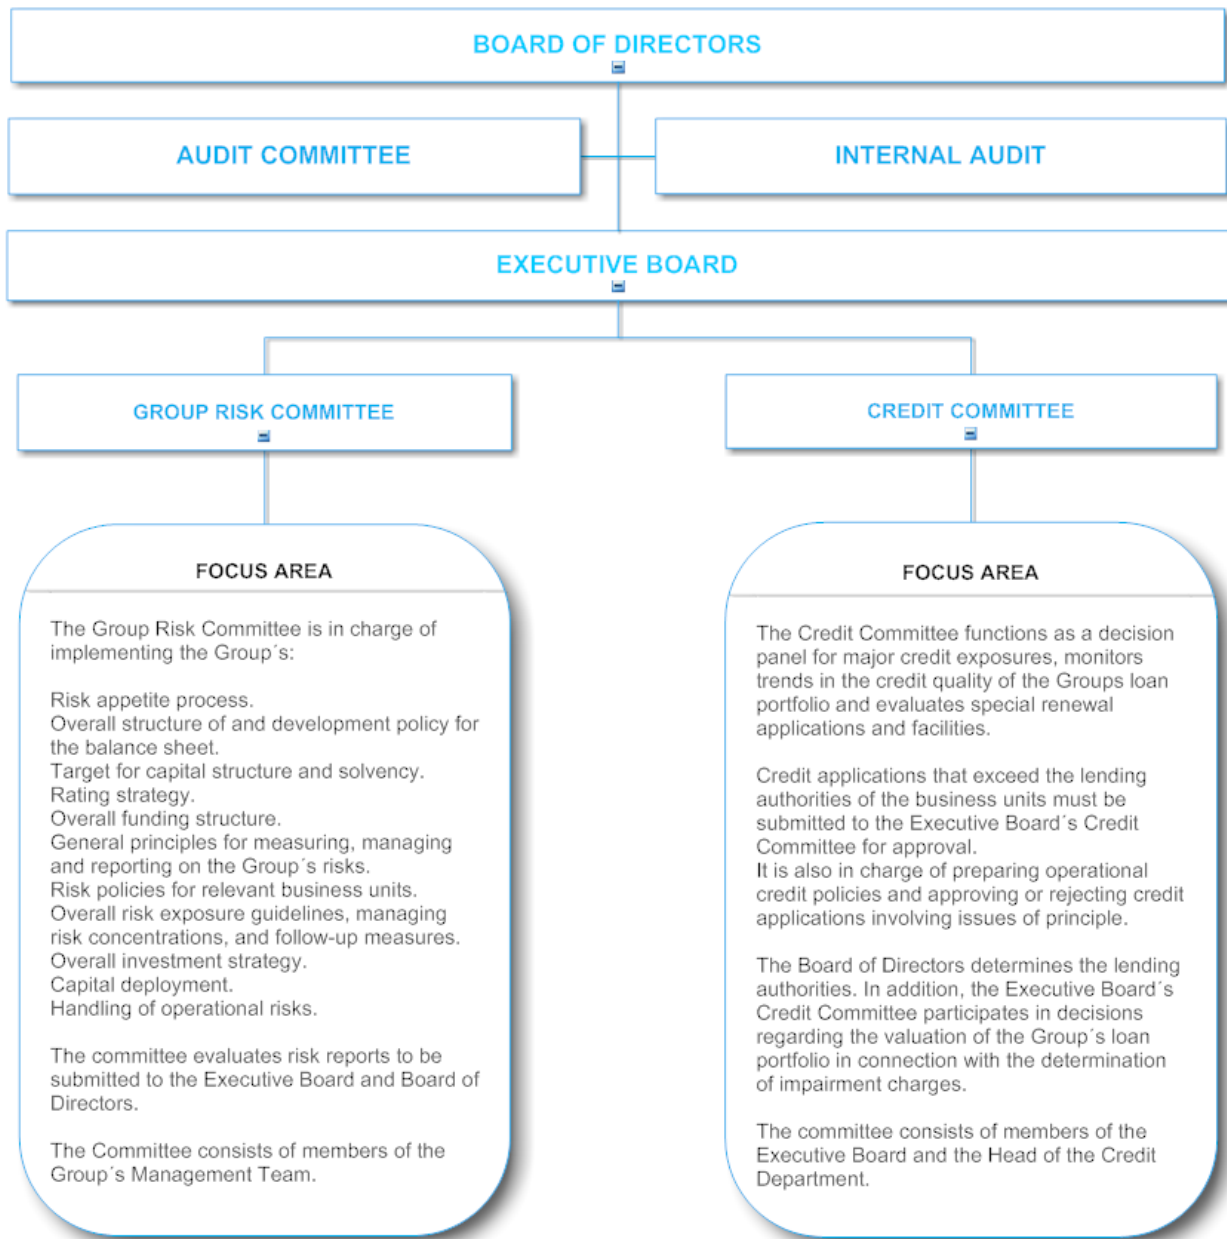 BOARD OF DIRECTORS
AUDIT COMMITTEE
INTERNAL AUDIT
EXECUTIVE BOARD
GROUP RISK COMMITTEE
CREDIT COMMITTEE
FOCUS AREA
The Group Risk Committee is in charge of
implementing the Group´s:
Risk appetite process.
Overall structure of and development policy for
the balance sheet.
Target for capital structure and solvency.
Rating strategy.
Overall funding structure.
General principles for measuring, managing
and reporting on the Group´s risks.
Risk policies for relevant business units.
Overall risk exposure guidelines, managing
risk concentrations, and follow-up measures.
Overall investment strategy.
Capital deployment.
Handling of operational risks.
The committee evaluates risk reports to be
submitted to the Executive Board and Board of
Directors.
The Committee consists of members of the
Group´s Management Team.
FOCUS AREA
The Credit Committee functions as a decision
panel for major credit exposures, monitors
trends in the credit quality of the Groups loan
portfolio and evaluates special renewal
applications and facilities.
Credit applications that exceed the lending
authorities of the business units must be
submitted to the Executive Board´s Credit
Committee for approval.
It is also in charge of preparing operational
credit policies and approving or rejecting credit
applications involving issues of principle.
The Board of Directors determines the lending
authorities. In addition, the Executive Board´s
Credit Committee participates in decisions
regarding the valuation of the Group´s loan
portfolio in connection with the determination
of impairment charges.
The committee consists of members of the
Executive Board and the Head of the Credit
Department.